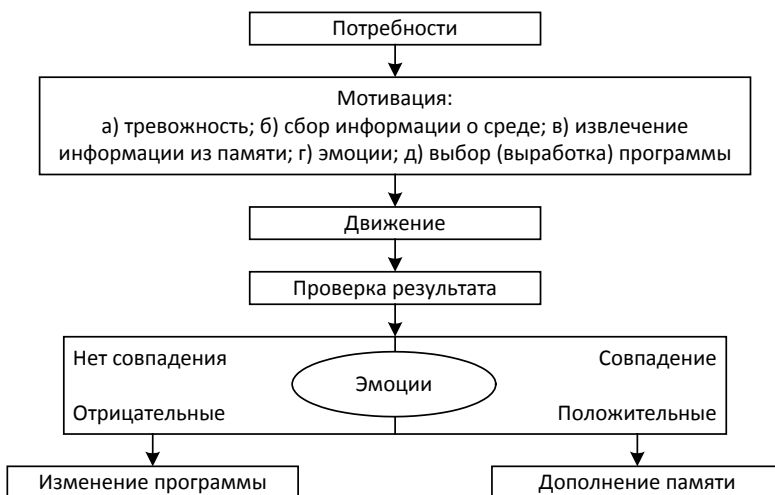 Потребности
Мотивация:
а) тревожность; б) сбор информации о среде; в) извлечение
информации из памяти; г) эмоции; д) выбор (выработка) программы
Движение
Проверка результата
Нет совпадения
Совпадение
Эмоции
Отрицательные
Положительные
Изменение программы
Дополнение памяти